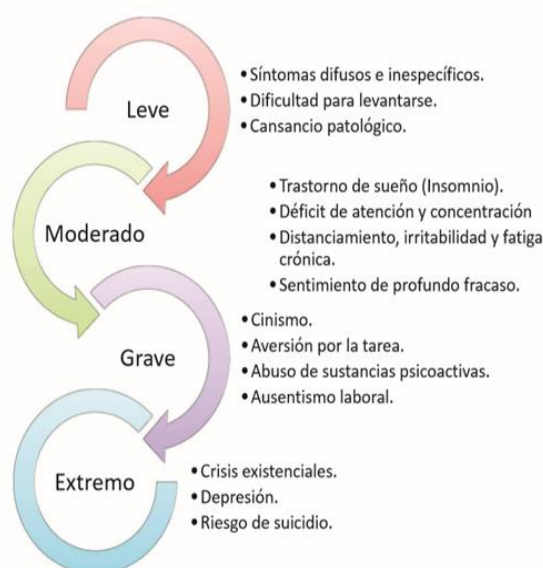 Leve
• Síntomas difusos e inespecíficos.
• Dificultad para levantarse.
• Cansancio patológico.
Moderado
• Trastorno de sueño (Insomnio).
• Déficit de atención y concentración
• Distanciamiento, irritabilidad y fatiga
crónica.
• Sentimiento de profundo fracaso.
Grave
• Cinismo.
• Aversión por la tarea.
• Abuso de sustancias psicoactivas.
• Ausentismo laboral.
Extremo
• Crisis existenciales.
• Depresión.
• Riesgo de suicidio.